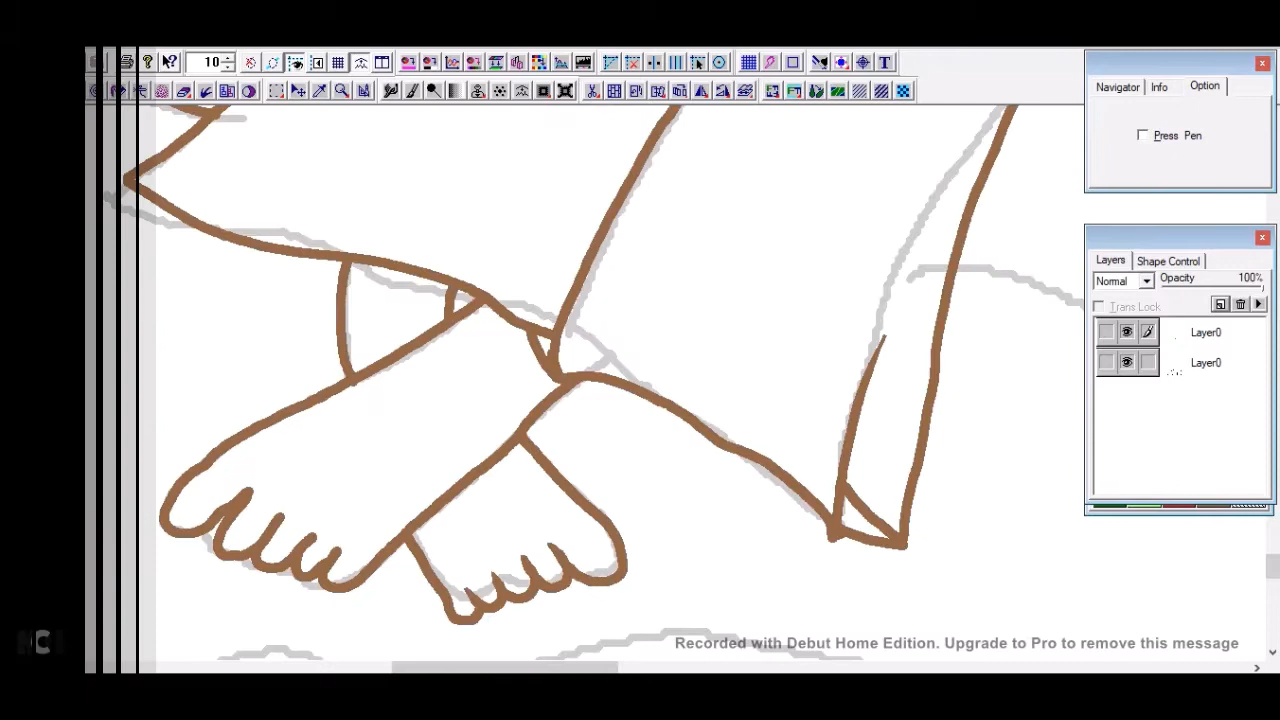 10
Navigator Info Option
Press Pen
Layers Shape Control
Normal Opacity 100%
Trans Lock
Layer0
Layer0
Recorded with Debut Home Edition. Upgrade to Pro to remove this message